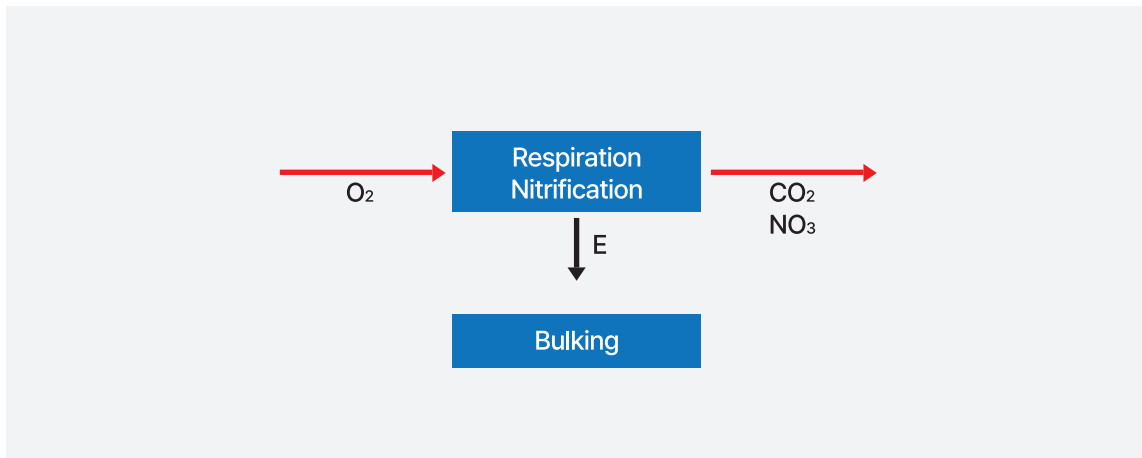 Respiration
Nitrification
O2
CO2
NO3
E
Bulking